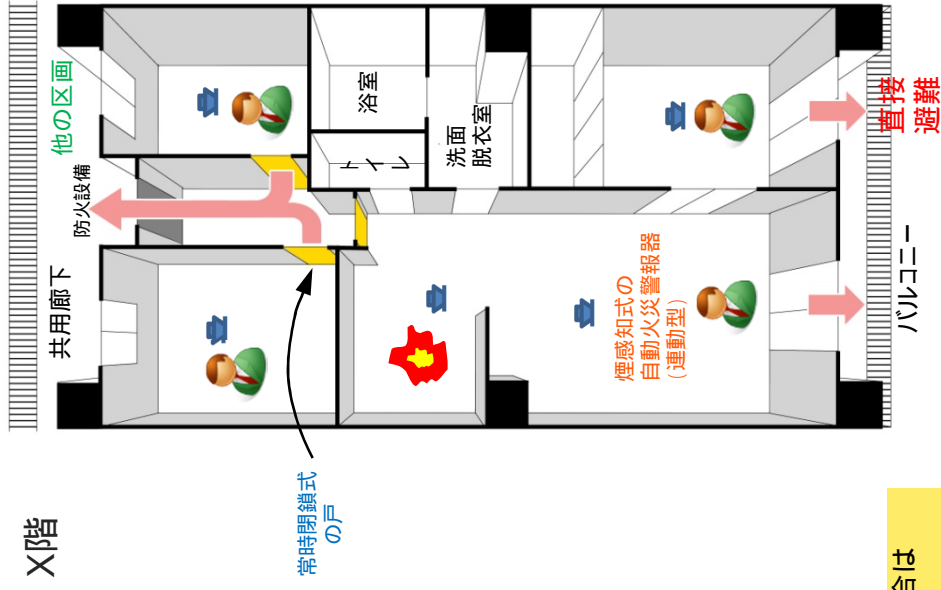 X階
共用廊下
防火設備
他の区画
浴室
トイレ
洗面
脱衣室
常時閉鎖式
の戸
煙感知式の
自動火災警報器
（連動型）
バルコニー
直接
避難
合は